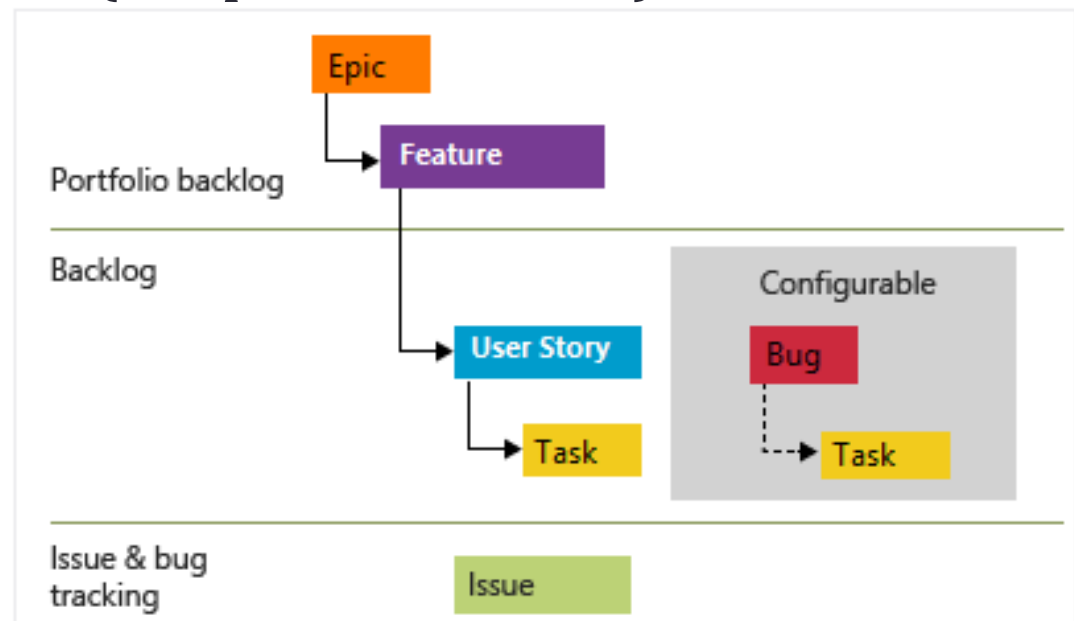 Epic
Feature
Portfolio backlog
Backlog
Configurable
User Story
Bug
Task
Task
Issue & bug
tracking
Issue